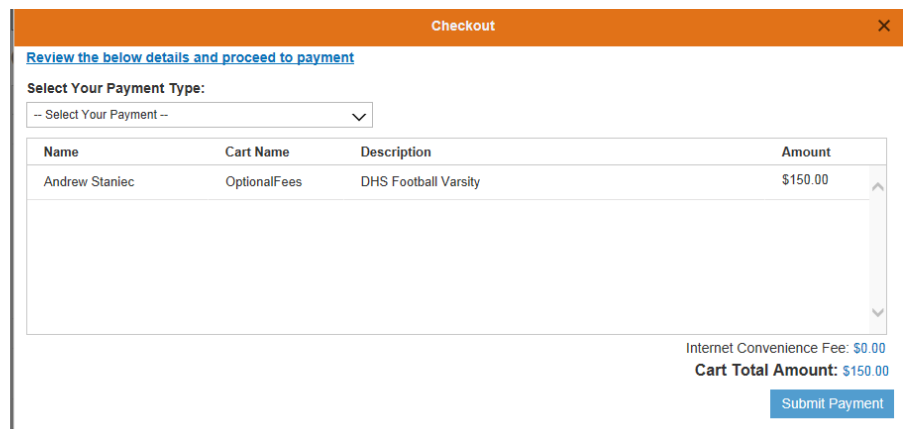 Checkout
Review the below details and proceed to payment
Select Your Payment Type:
-- Select Your Payment --
Name Cart Name Description Amount
Andrew Staniec OptionalFees DHS Football Varsity $150.00
Internet Convenience Fee: $0.00
Cart Total Amount: $150.00
Submit Payment